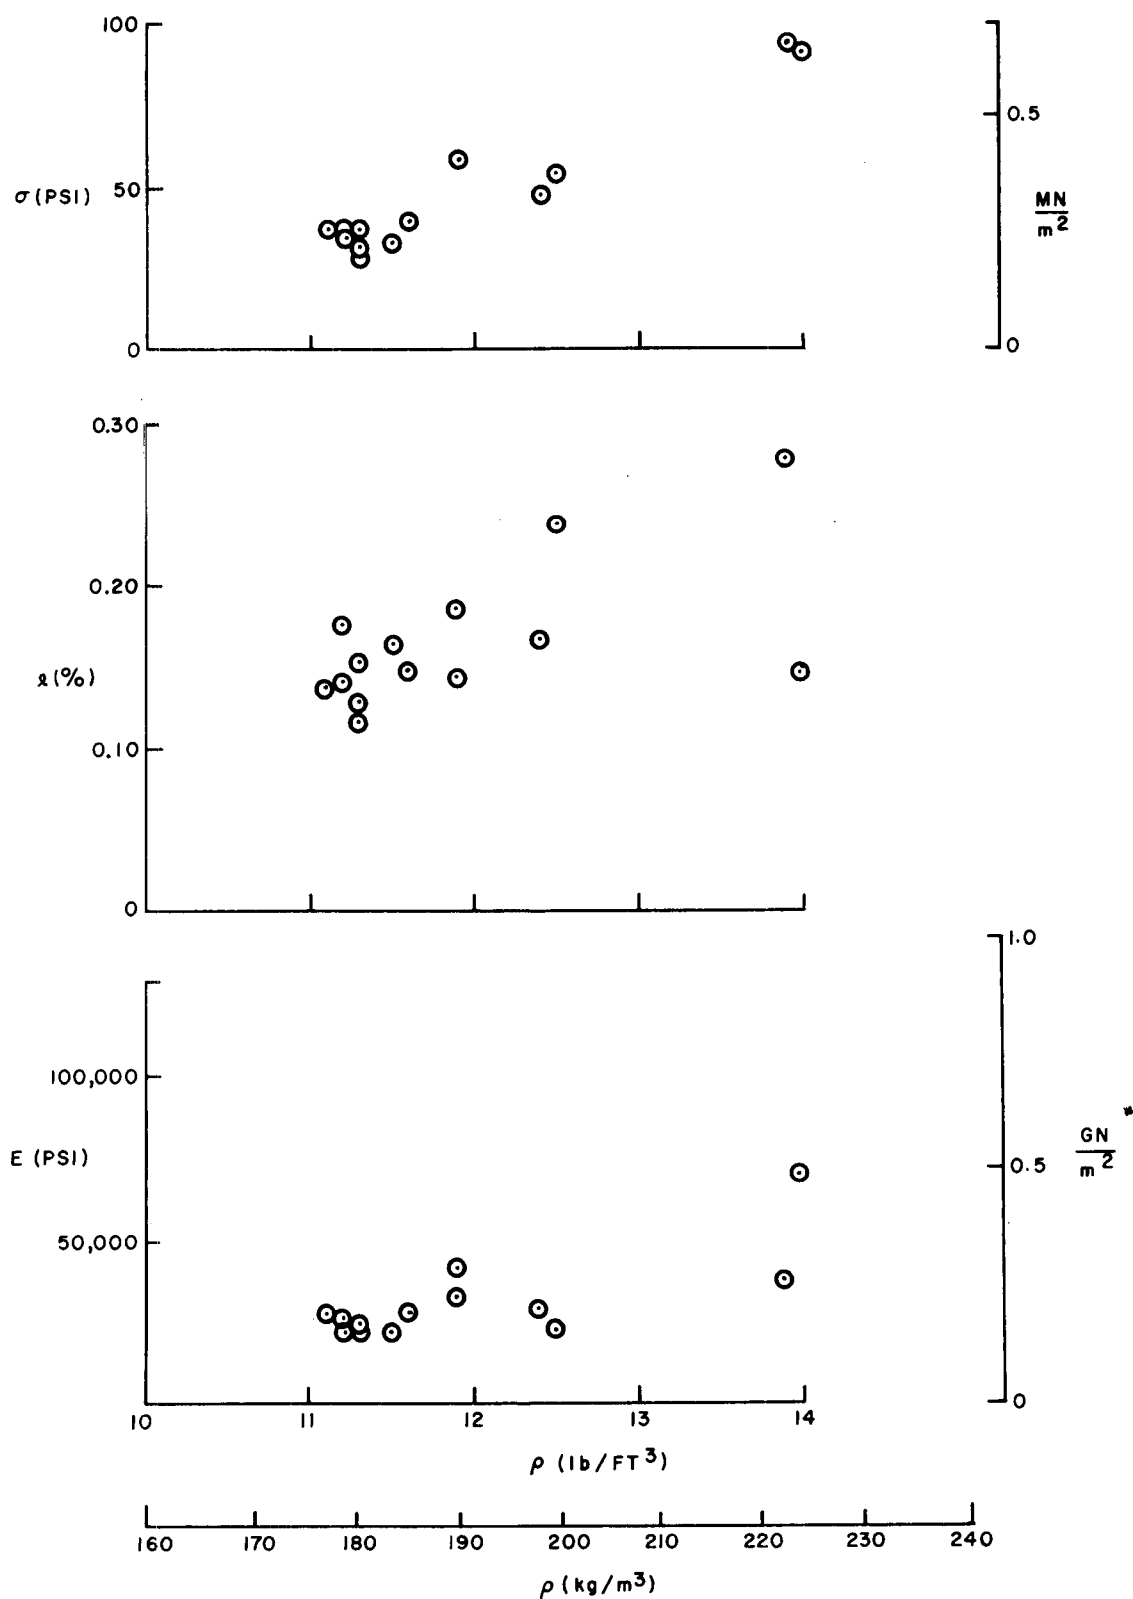 100
σ (PSI)
50
0
0.5
MN
m2
0
0.30
0.20
ℓ (%)
0.10
0
1.0
100,000
E (PSI)
50,000
0.5
GN
m2
*
0
10 11 12 13 14
ρ (lb/FT3)
160 170 180 190 200 210 220 230 240
ρ (kg/m3)